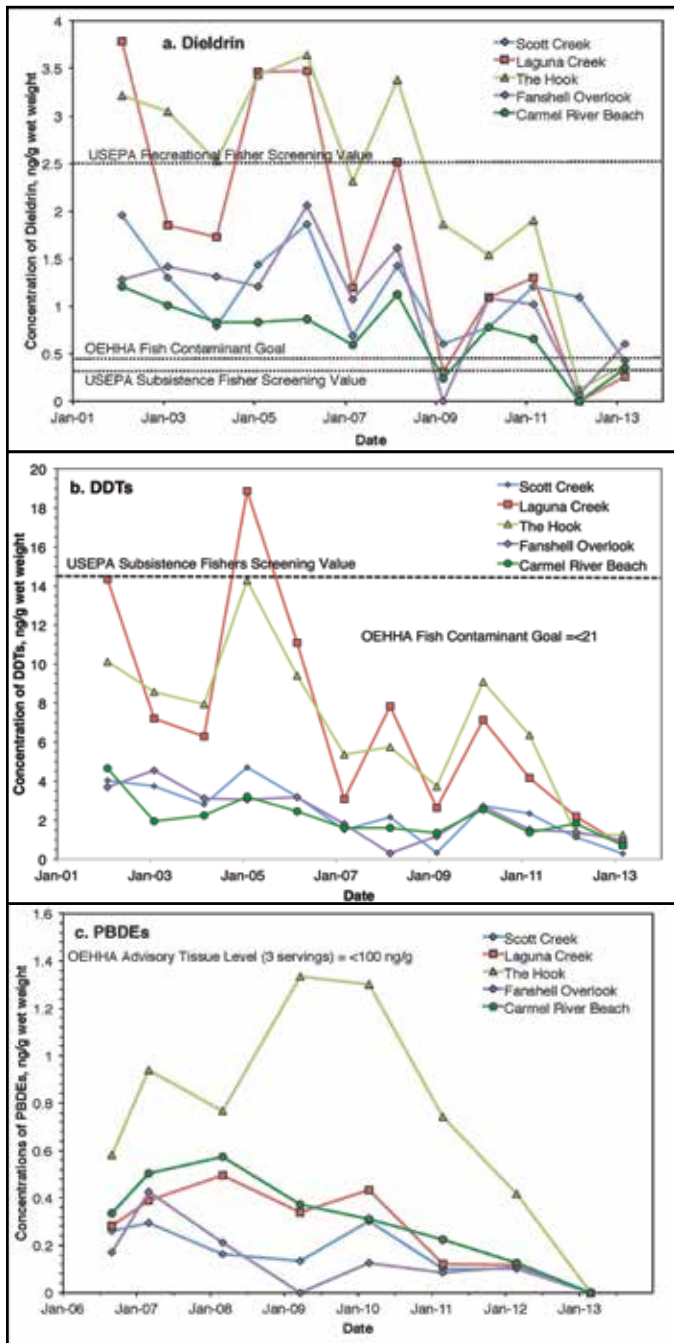 a. Dieldrin
Scott Creek
Laguna Creek
The Hook
Fanshell Overlook
Carmel River Beach
USEPA Recreational Fisher Screening Value
OEHHA Fish Contaminant Goal
USEPA Subsistence Fisher Screening Value
Concentration of Dieldrin, ng/g wet weight
4
3.5
3
2.5
2
1.5
1
0.5
0
Jan-01 Jan-03 Jan-05 Jan-07 Jan-09 Jan-11 Jan-13
Date
b. DDTs
Scott Creek
Laguna Creek
The Hook
Fanshell Overlook
Carmel River Beach
USEPA Subsistence Fishers Screening Value
OEHHA Fish Contaminant Goal =<21
Concentration of DDTs, ng/g wet weight
20
18
16
14
12
10
8
6
4
2
0
Jan-01 Jan-03 Jan-05 Jan-07 Jan-09 Jan-11 Jan-13
Date
c. PBDEs
OEHHA Advisory Tissue Level (3 servings) = <100 ng/g
Scott Creek
Laguna Creek
The Hook
Fanshell Overlook
Carmel River Beach
Concentrations of PBDEs, ng/g wet weight
1.6
1.4
1.2
1
0.8
0.6
0.4
0.2
0
Jan-06 Jan-07 Jan-08 Jan-09 Jan-10 Jan-11 Jan-12 Jan-13
Date